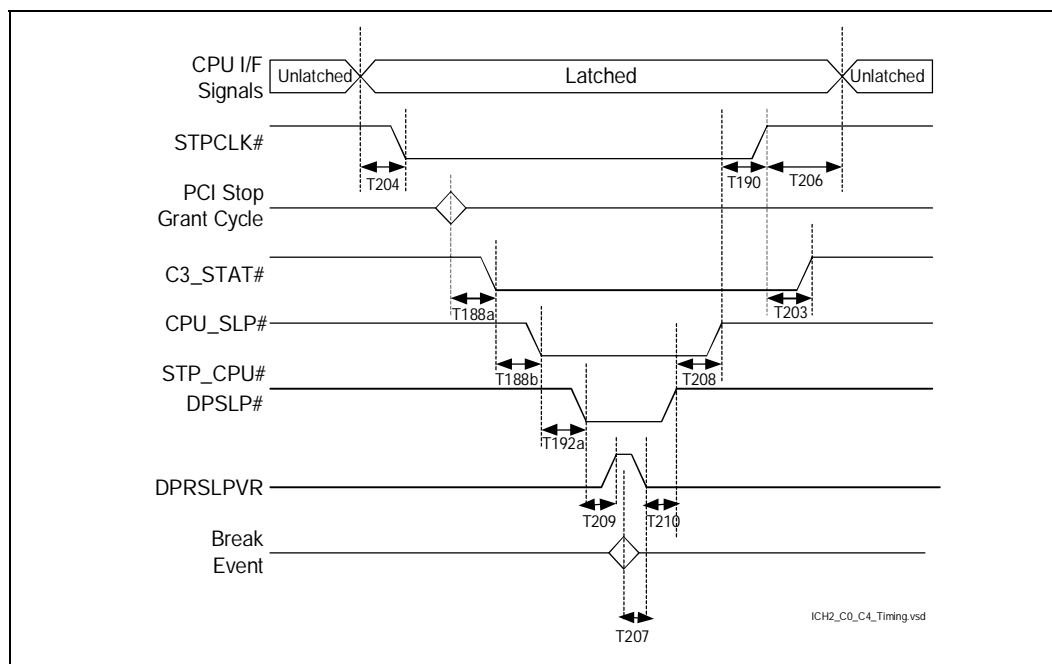 CPU I/F
Signals
Unlatched
Latched
Unlatched
STPCLK#
T204
T190
T206
PCI Stop
Grant Cycle
C3_STAT#
T188a
T203
CPU_SLP#
T188b
T208
STP_CPU#
DPSLP#
T192a
DPRSLPVR
T209
T210
Break
Event
T207
ICH2_C0_C4_Timing.vsd